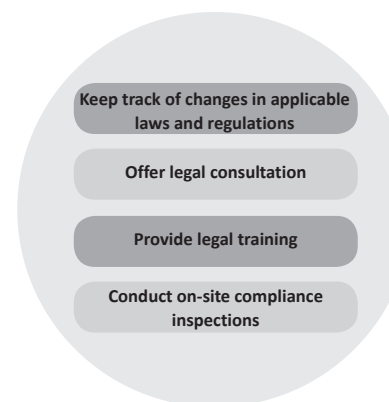 Keep track of changes in applicable
laws and regulations
Offer legal consultation
Provide legal training
Conduct on-site compliance
inspections